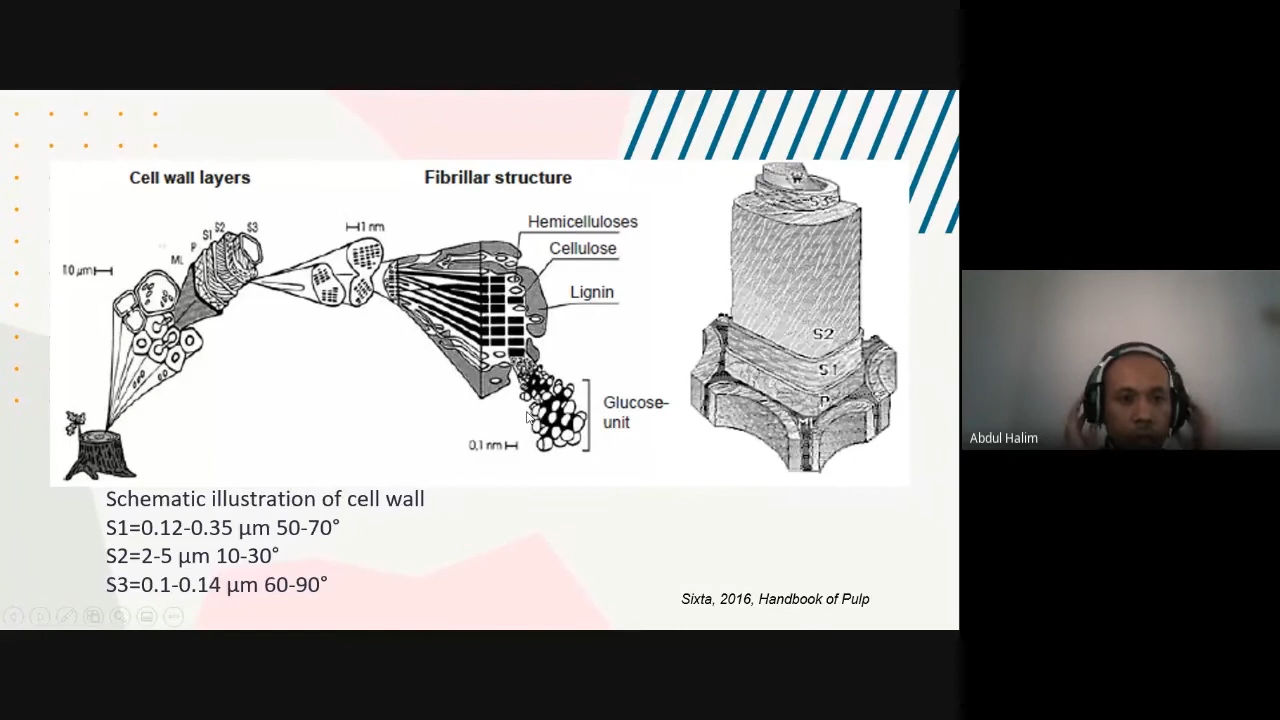 Cell wall layers
Fibrillar structure
10 µm
ML
P
S1
S2
S3
1 nm
Hemicelluloses
Cellulose
Lignin
Glucose-
unit
0,1 nm
W
S3
S2
S1
P
ML
Schematic illustration of cell wall
S1=0.12-0.35 µm 50-70°
S2=2-5 µm 10-30°
S3=0.1-0.14 µm 60-90°
Sixta, 2016, Handbook of Pulp
Abdul Halim